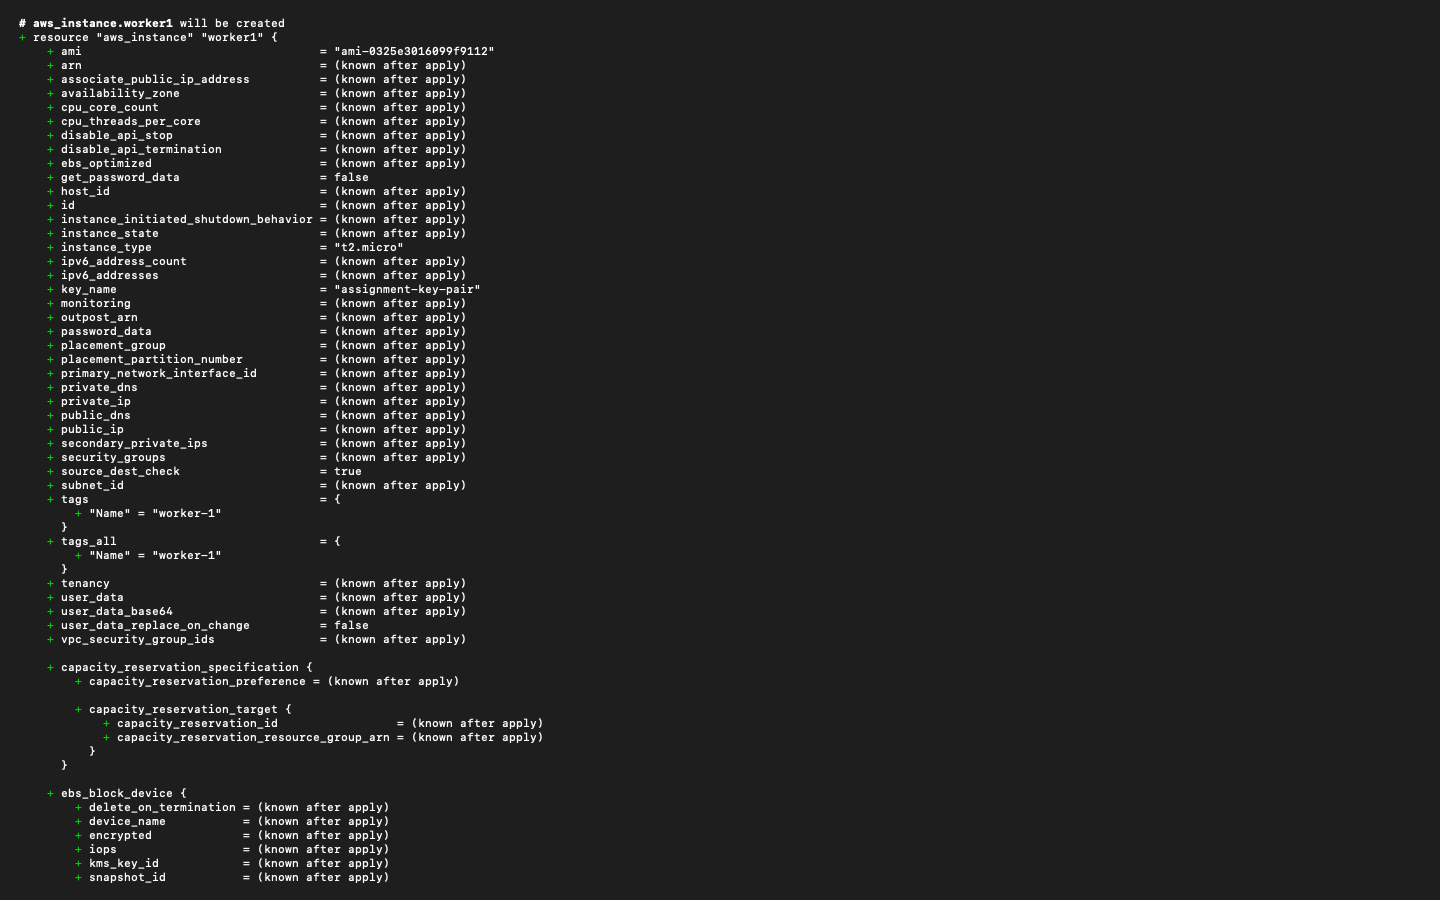 # aws_instance.worker1 will be created
+ resource "aws_instance" "worker1" {
+ ami = "ami-0325e3016099f9112"
+ arn = (known after apply)
+ associate_public_ip_address = (known after apply)
+ availability_zone = (known after apply)
+ cpu_core_count = (known after apply)
+ cpu_threads_per_core = (known after apply)
+ disable_api_stop = (known after apply)
+ disable_api_termination = (known after apply)
+ ebs_optimized = (known after apply)
+ get_password_data = false
+ host_id = (known after apply)
+ id = (known after apply)
+ instance_initiated_shutdown_behavior = (known after apply)
+ instance_state = (known after apply)
+ instance_type = "t2.micro"
+ ipv6_address_count = (known after apply)
+ ipv6_addresses = (known after apply)
+ key_name = "assignment-key-pair"
+ monitoring = (known after apply)
+ outpost_arn = (known after apply)
+ password_data = (known after apply)
+ placement_group = (known after apply)
+ placement_partition_number = (known after apply)
+ primary_network_interface_id = (known after apply)
+ private_dns = (known after apply)
+ private_ip = (known after apply)
+ public_dns = (known after apply)
+ public_ip = (known after apply)
+ secondary_private_ips = (known after apply)
+ security_groups = (known after apply)
+ source_dest_check = true
+ subnet_id = (known after apply)
+ tags = {
+ "Name" = "worker-1"
}
+ tags_all = {
+ "Name" = "worker-1"
}
+ tenancy = (known after apply)
+ user_data = (known after apply)
+ user_data_base64 = (known after apply)
+ user_data_replace_on_change = false
+ vpc_security_group_ids = (known after apply)
+ capacity_reservation_specification {
+ capacity_reservation_preference = (known after apply)
+ capacity_reservation_target {
+ capacity_reservation_id = (known after apply)
+ capacity_reservation_resource_group_arn = (known after apply)
}
}
+ ebs_block_device {
+ delete_on_termination = (known after apply)
+ device_name = (known after apply)
+ encrypted = (known after apply)
+ iops = (known after apply)
+ kms_key_id = (known after apply)
+ snapshot_id = (known after apply)